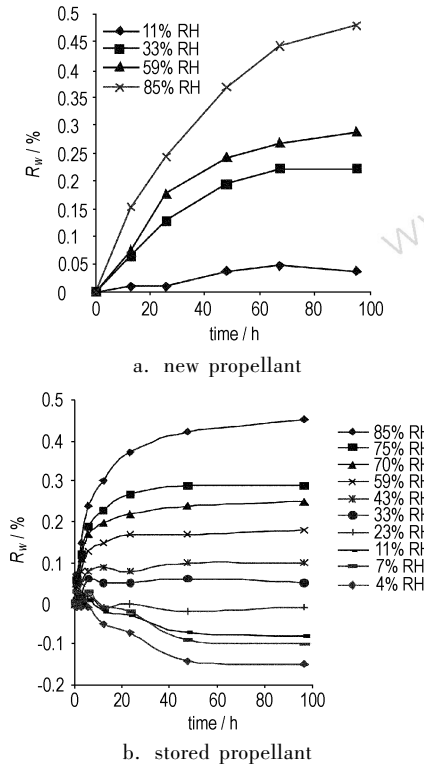 0.5
0.45
0.4
0.35
0.3
0.25
0.2
0.15
0.1
0.05
0
R_w / %
11% RH
33% RH
59% RH
85% RH
0 20 40 60 80 100
time / h
a. new propellant
0.5
0.4
0.3
0.2
0.1
0
-0.1
-0.2
R_w / %
85% RH
75% RH
70% RH
59% RH
43% RH
33% RH
23% RH
11% RH
7% RH
4% RH
0 20 40 60 80 100
time / h
b. stored propellant